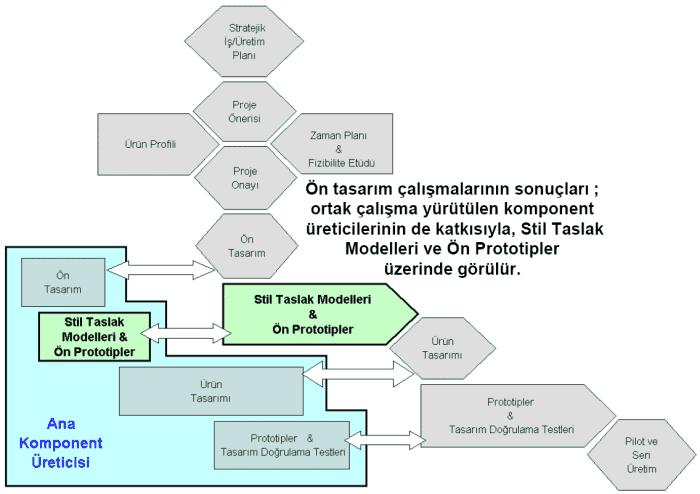 Stratejik
İş/Üretim
Planı
Proje
Önerisi
Ürün Profili
Zaman Planı
&
Fizibilite Etüdü
Proje
Onayı
Ön tasarım çalışmalarının sonuçları ;
ortak çalışma yürütülen komponent
üreticilerinin de katkısıyla, Stil Taslak
Modelleri ve Ön Prototipler
üzerinde görülür.
Ön
Tasarım
Ön
Tasarım
Stil Taslak Modelleri
&
Ön Prototipler
Stil Taslak
Modelleri &
Ön Prototipler
Ürün
Tasarımı
Ürün
Tasarımı
Prototipler
&
Tasarım Doğrulama Testleri
Ana
Komponent
Üreticisi
Prototipler &
Tasarım Doğrulama Testleri
Pilot ve
Seri
Üretim